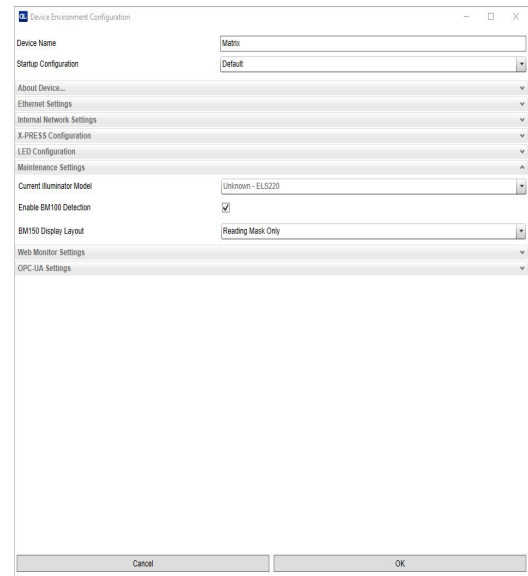 DL Device Environment Configuration
Device Name Matrix
Startup Configuration Default
About Device...
Ethernet Settings
Internal Network Settings
X-PRESS Configuration
LED Configuration
Maintenance Settings
Current Illuminator Model Unknown - ELS220
Enable BM100 Detection
BM150 Display Layout Reading Mask Only
Web Monitor Settings
OPC-UA Settings
Cancel OK